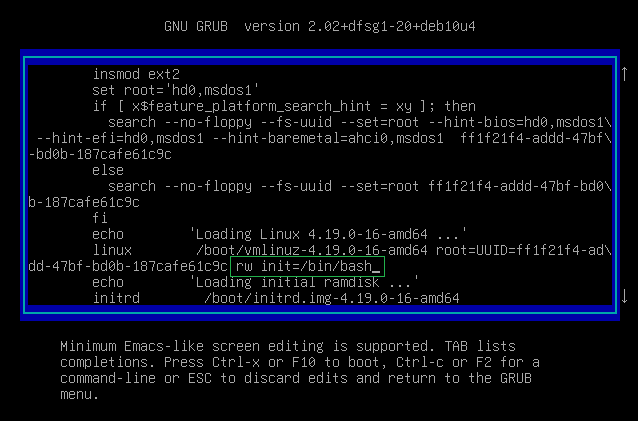 GNU GRUB  version 2.02+dfsg1-20+deb10u4
insmod ext2
set root='hd0,msdos1'
if [ x$feature_platform_search_hint = xy ]; then
search --no-floppy --fs-uuid --set=root --hint-bios=hd0,msdos1\
--hint-efi=hd0,msdos1 --hint-baremetal=ahci0,msdos1  ff1f21f4-addd-47bf\
-bd0b-187cafe61c9c
else
search --no-floppy --fs-uuid --set=root ff1f21f4-addd-47bf-bd0\
b-187cafe61c9c
fi
echo        'Loading Linux 4.19.0-16-amd64 ...'
linux        /boot/vmlinuz-4.19.0-16-amd64 root=UUID=ff1f21f4-ad\
dd-47bf-bd0b-187cafe61c9c rw init=/bin/bash_
echo        'Loading initial ramdisk ...'
initrd        /boot/initrd.img-4.19.0-16-amd64
Minimum Emacs-like screen editing is supported. TAB lists
completions. Press Ctrl-x or F10 to boot, Ctrl-c or F2 for a
command-line or ESC to discard edits and return to the GRUB
menu.